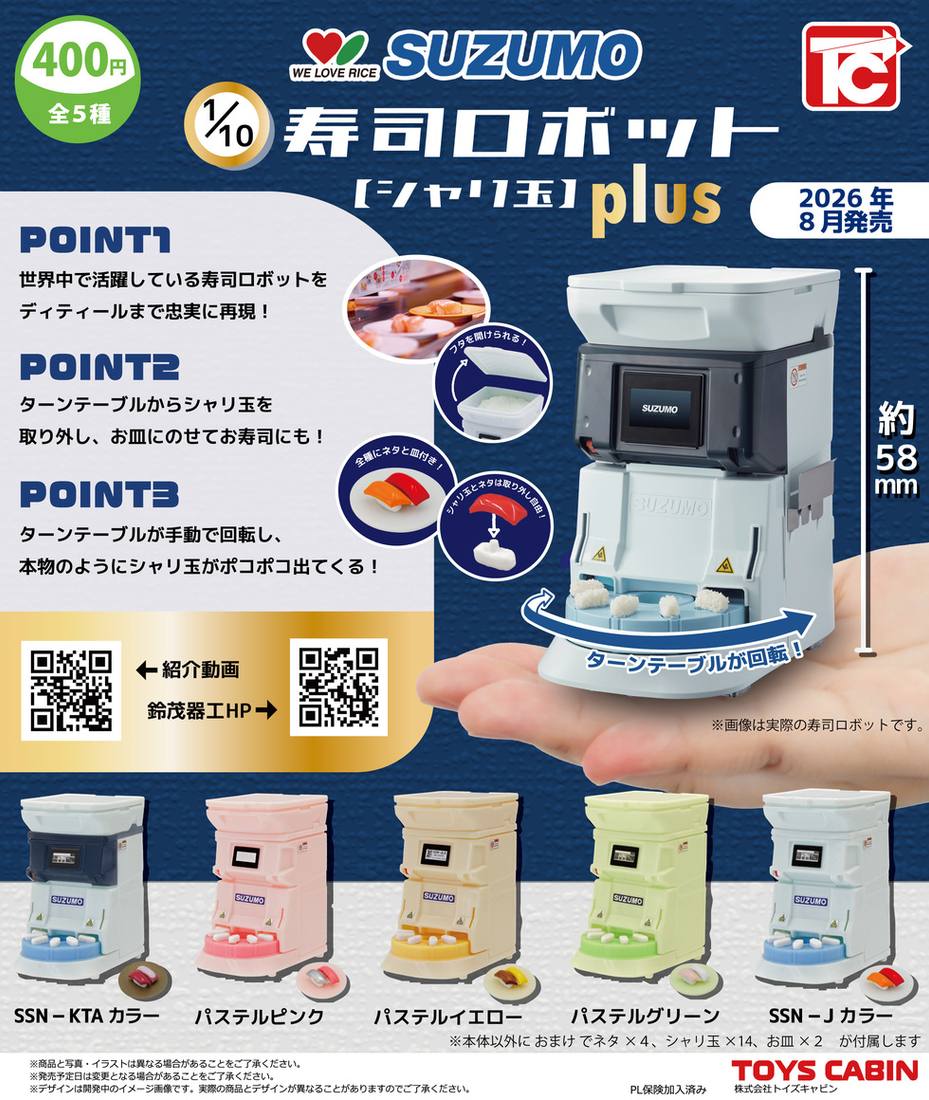 400円
全5種
WE LOVE RICE
SUZUMO
TC
1/10
寿司ロボット
【シャリ玉】plus
2026年
8月発売
POINT1
世界中で活躍している寿司ロボットを
ディティールまで忠実に再現！
POINT2
ターンテーブルからシャリ玉を
取り外し、お皿にのせてお寿司にも！
POINT3
ターンテーブルが手動で回転し、
本物のようにシャリ玉がポコポコ出てくる！
フタを開けられる！
全種にネタと皿付き！
シャリ玉とネタは取り外し自由！
SUZUMO
SUZUMO
約
58
mm
ターンテーブルが回転！
←紹介動画
鈴茂器工HP→
※画像は実際の寿司ロボットです。
SUZUMO
SUZUMO
SUZUMO
SUZUMO
SUZUMO
SSN－KTA カラー
パステルピンク
パステルイエロー
パステルグリーン
SSN－J カラー
※本体以外に おまけ でネタ ×４、シャリ玉 ×14、お皿 ×２　が付属します
※商品と写真・イラストは異なる場合があることをご了承ください。
※発売予定日は変更となる場合があることをご了承ください。
※デザインは開発中のイメージ画像です。実際の商品とデザインが異なることがありますのでご了承ください。
PL保険加入済み
TOYS CABIN
株式会社トイズキャビン